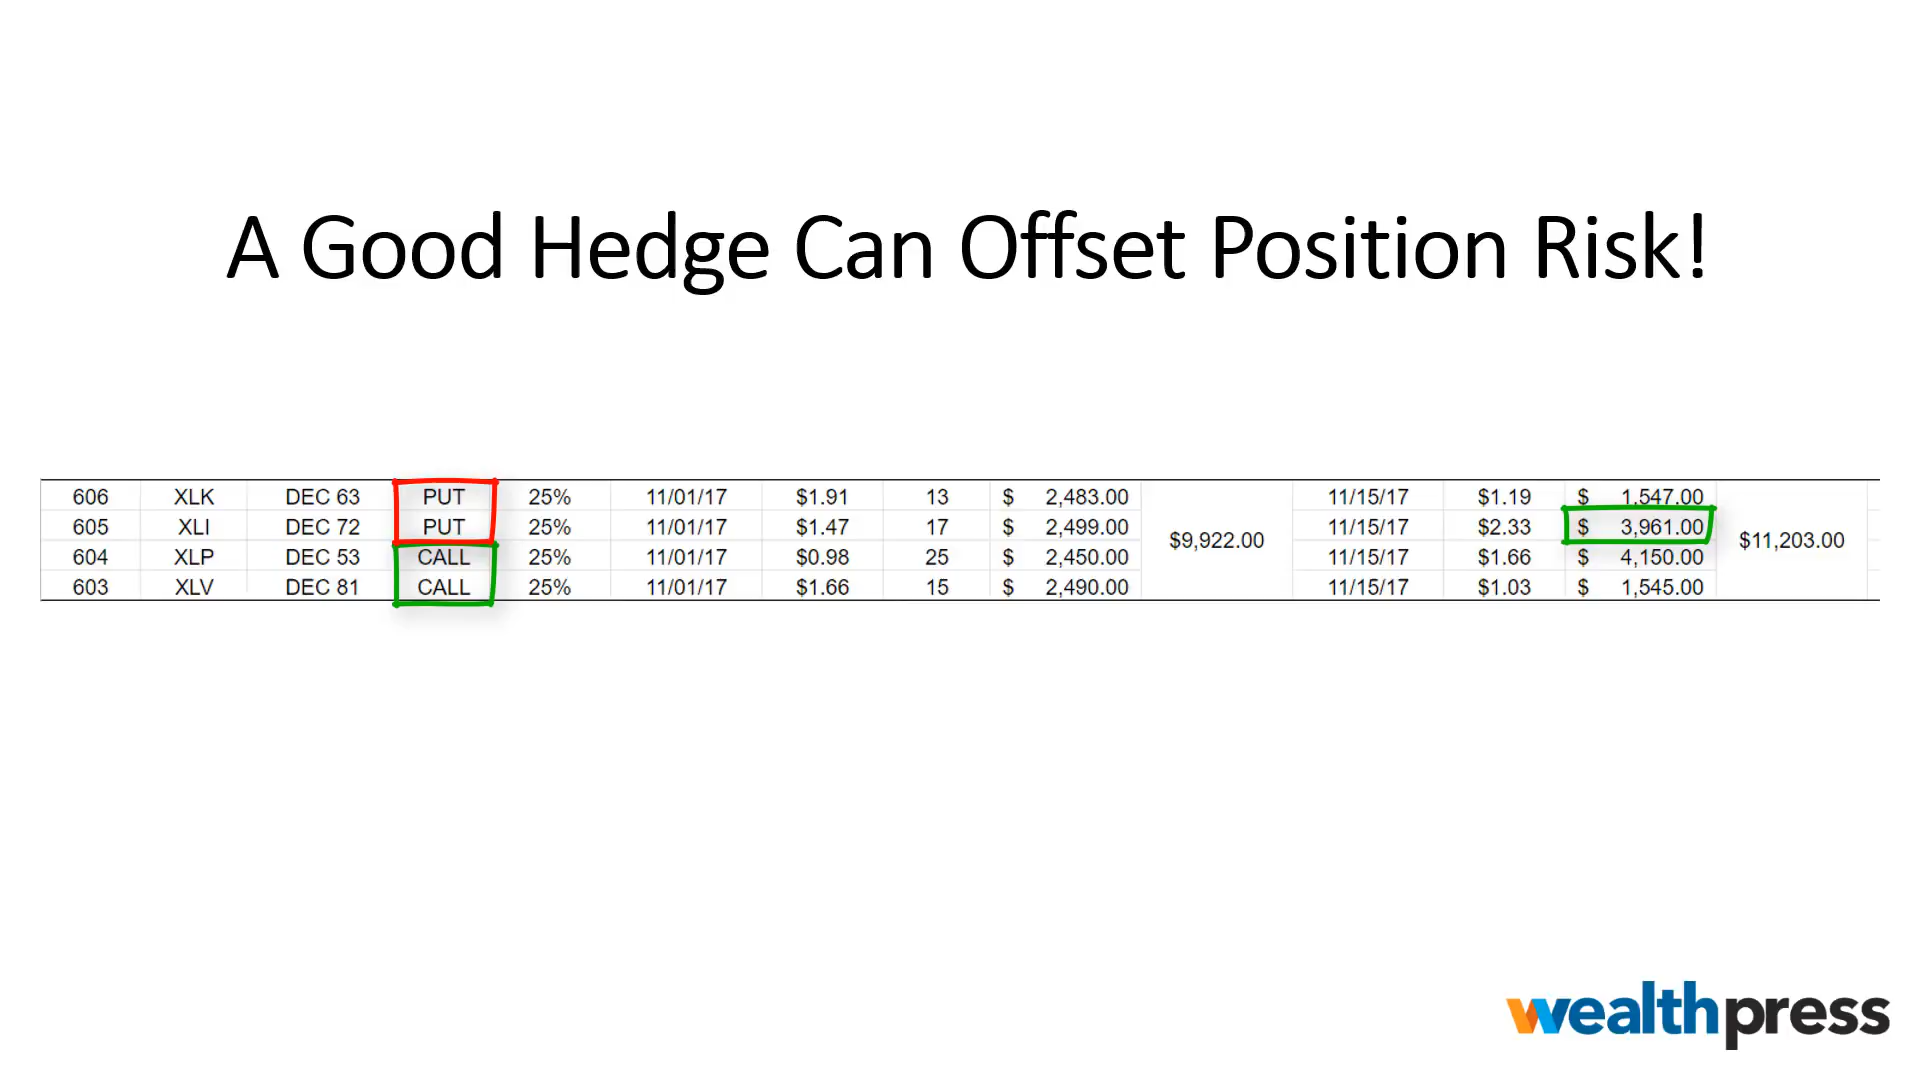 A Good Hedge Can Offset Position Risk!
606 XLK DEC 63 PUT 25% 11/01/17 $1.91 13 $ 2,483.00 11/15/17 $1.19 $ 1,547.00
605 XLI DEC 72 PUT 25% 11/01/17 $1.47 17 $ 2,499.00 11/15/17 $2.33 $ 3,961.00
$9,922.00 $11,203.00
604 XLP DEC 53 CALL 25% 11/01/17 $0.98 25 $ 2,450.00 11/15/17 $1.66 $ 4,150.00
603 XLV DEC 81 CALL 25% 11/01/17 $1.66 15 $ 2,490.00 11/15/17 $1.03 $ 1,545.00
wealthpress